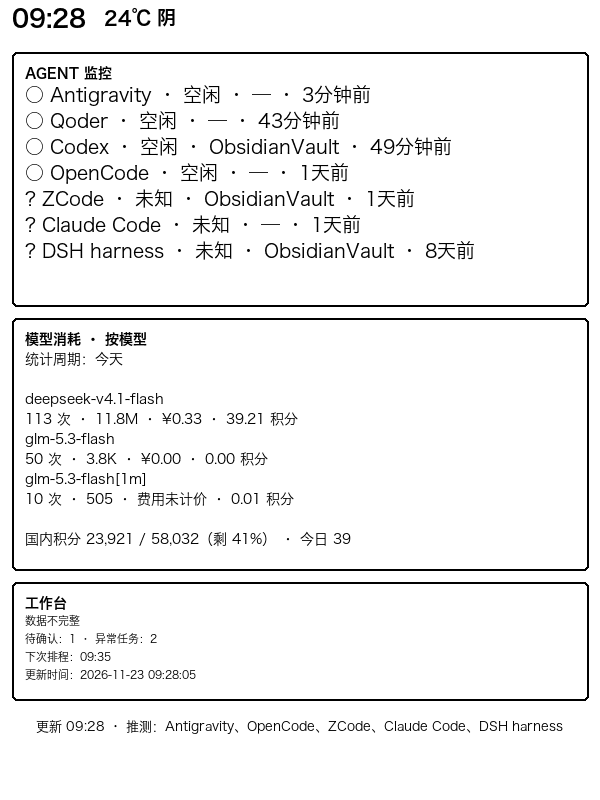 09:28 24℃ 阴
AGENT 监控
○ Antigravity · 空闲 · — · 3分钟前
○ Qoder · 空闲 · — · 43分钟前
○ Codex · 空闲 · ObsidianVault · 49分钟前
○ OpenCode · 空闲 · — · 1天前
? ZCode · 未知 · ObsidianVault · 1天前
? Claude Code · 未知 · — · 1天前
? DSH harness · 未知 · ObsidianVault · 8天前
模型消耗 · 按模型
统计周期：今天
deepseek-v4.1-flash
113 次 · 11.8M · ¥0.33 · 39.21 积分
glm-5.3-flash
50 次 · 3.8K · ¥0.00 · 0.00 积分
glm-5.3-flash[1m]
10 次 · 505 · 费用未计价 · 0.01 积分
国内积分 23,921 / 58,032（剩 41%） · 今日 39
工作台
数据不完整
待确认：1 · 异常任务：2
下次排程：09:35
更新时间：2026-11-23 09:28:05
更新 09:28 · 推测：Antigravity、OpenCode、ZCode、Claude Code、DSH harness